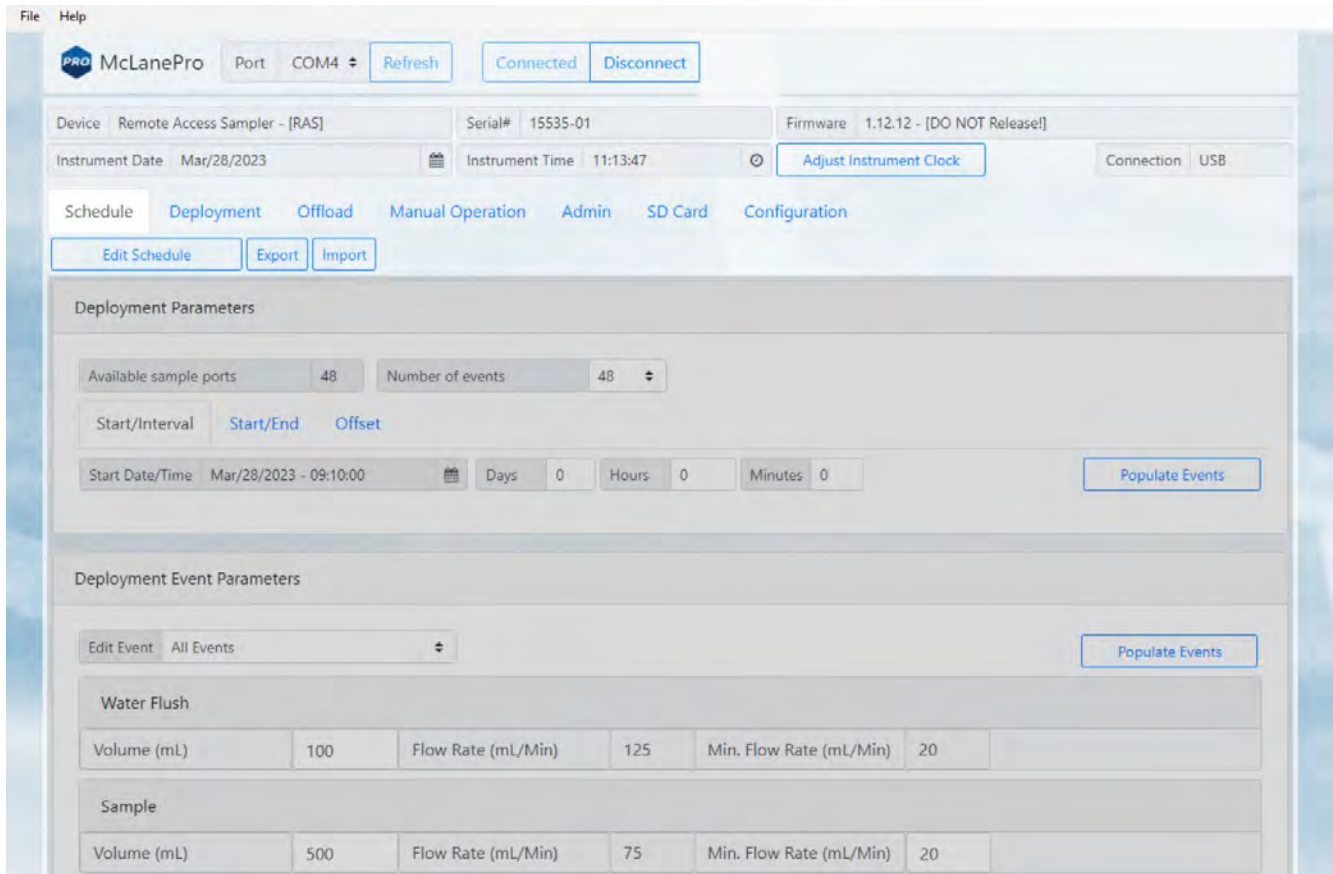 File Help
PRO McLanePro Port COM4 Refresh Connected Disconnect
Device Remote Access Sampler - [RAS] Serial# 15535-01 Firmware 1.12.12 - [DO NOT Release!]
Instrument Date Mar/28/2023 Instrument Time 11:13:47 Adjust Instrument Clock Connection USB
Schedule Deployment Offload Manual Operation Admin SD Card Configuration
Edit Schedule Export Import
Deployment Parameters
Available sample ports 48 Number of events 48
Start/Interval Start/End Offset
Start Date/Time Mar/28/2023 - 09:10:00 Days 0 Hours 0 Minutes 0 Populate Events
Deployment Event Parameters
Edit Event All Events Populate Events
Water Flush
Volume (mL) 100 Flow Rate (mL/Min) 125 Min. Flow Rate (mL/Min) 20
Sample
Volume (mL) 500 Flow Rate (mL/Min) 75 Min. Flow Rate (mL/Min) 20